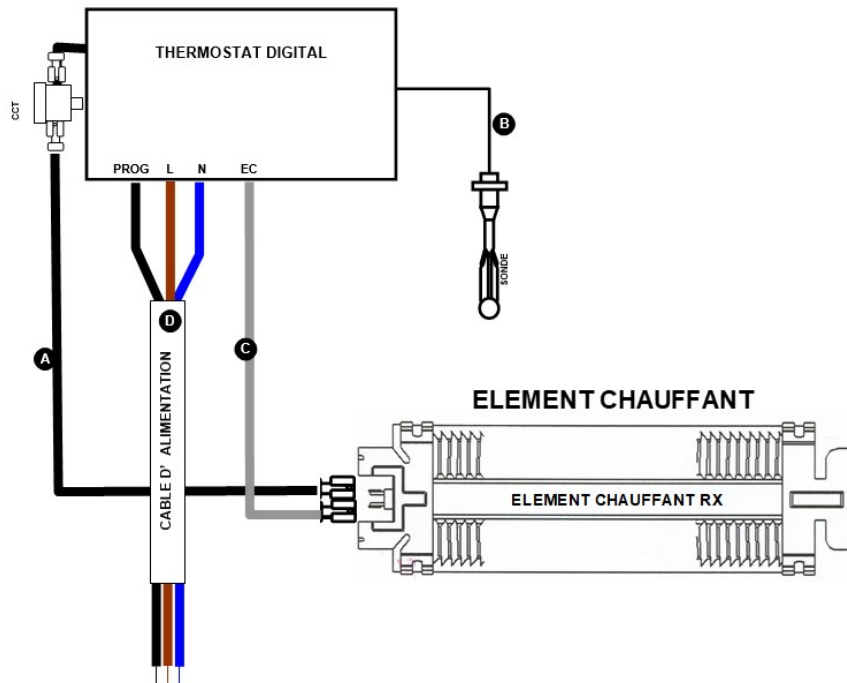 THERMOSTAT DIGITAL
CCT
PROG L N EC
B
SONDE
D
A
C
CABLE D' ALIMENTATION
ELEMENT CHAUFFANT
ELEMENT CHAUFFANT RX